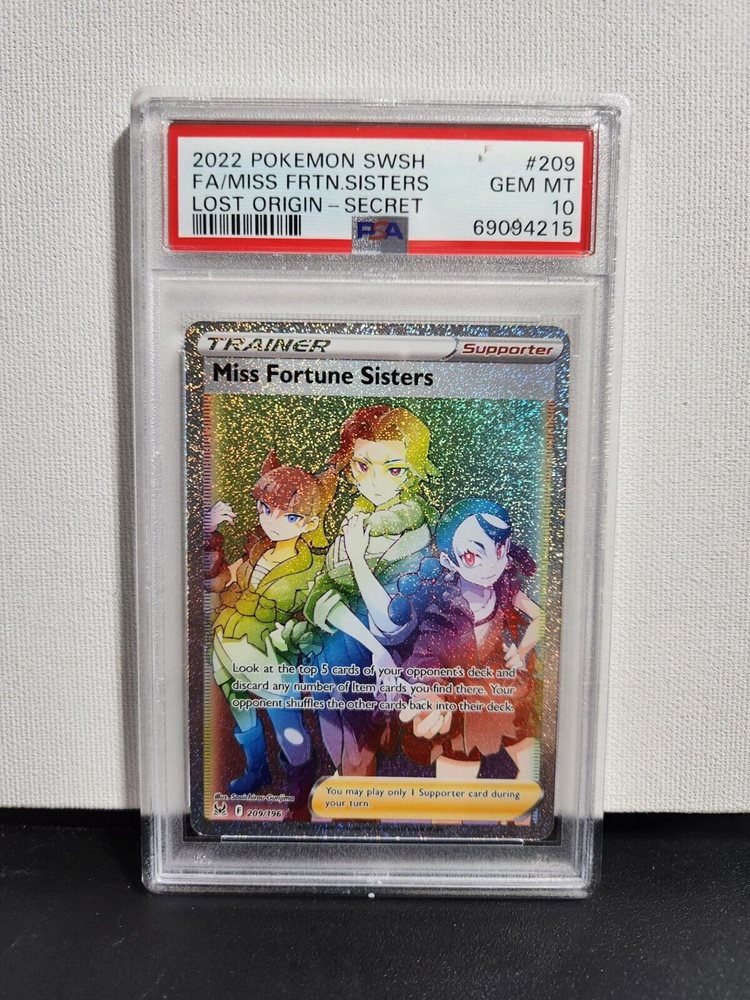 2022 POKEMON SWSH #209
FA/MISS FRTN.SISTERS GEM MT
LOST ORIGIN - SECRET 10
PSA 69094215
TRAINER Supporter
Miss Fortune Sisters
Look at the top 5 cards of your opponent's deck and
discard any number of Item cards you find there. Your
opponent shuffles the other cards back into their deck.
Illus. Souichirou Gunjima
You may play only 1 Supporter card during
your turn.
F 209/196